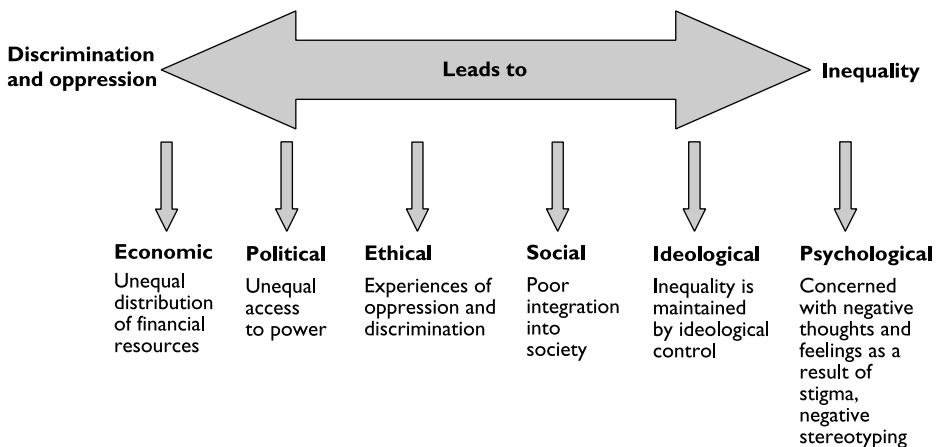 Discrimination
and oppression
Leads to
Inequality
Economic
Unequal
distribution
of financial
resources
Political
Unequal
access
to power
Ethical
Experiences of
oppression and
discrimination
Social
Poor
integration
into
society
Ideological
Inequality is
maintained
by ideological
control
Psychological
Concerned
with negative
thoughts and
feelings as a
result of
stigma,
negative
stereotyping